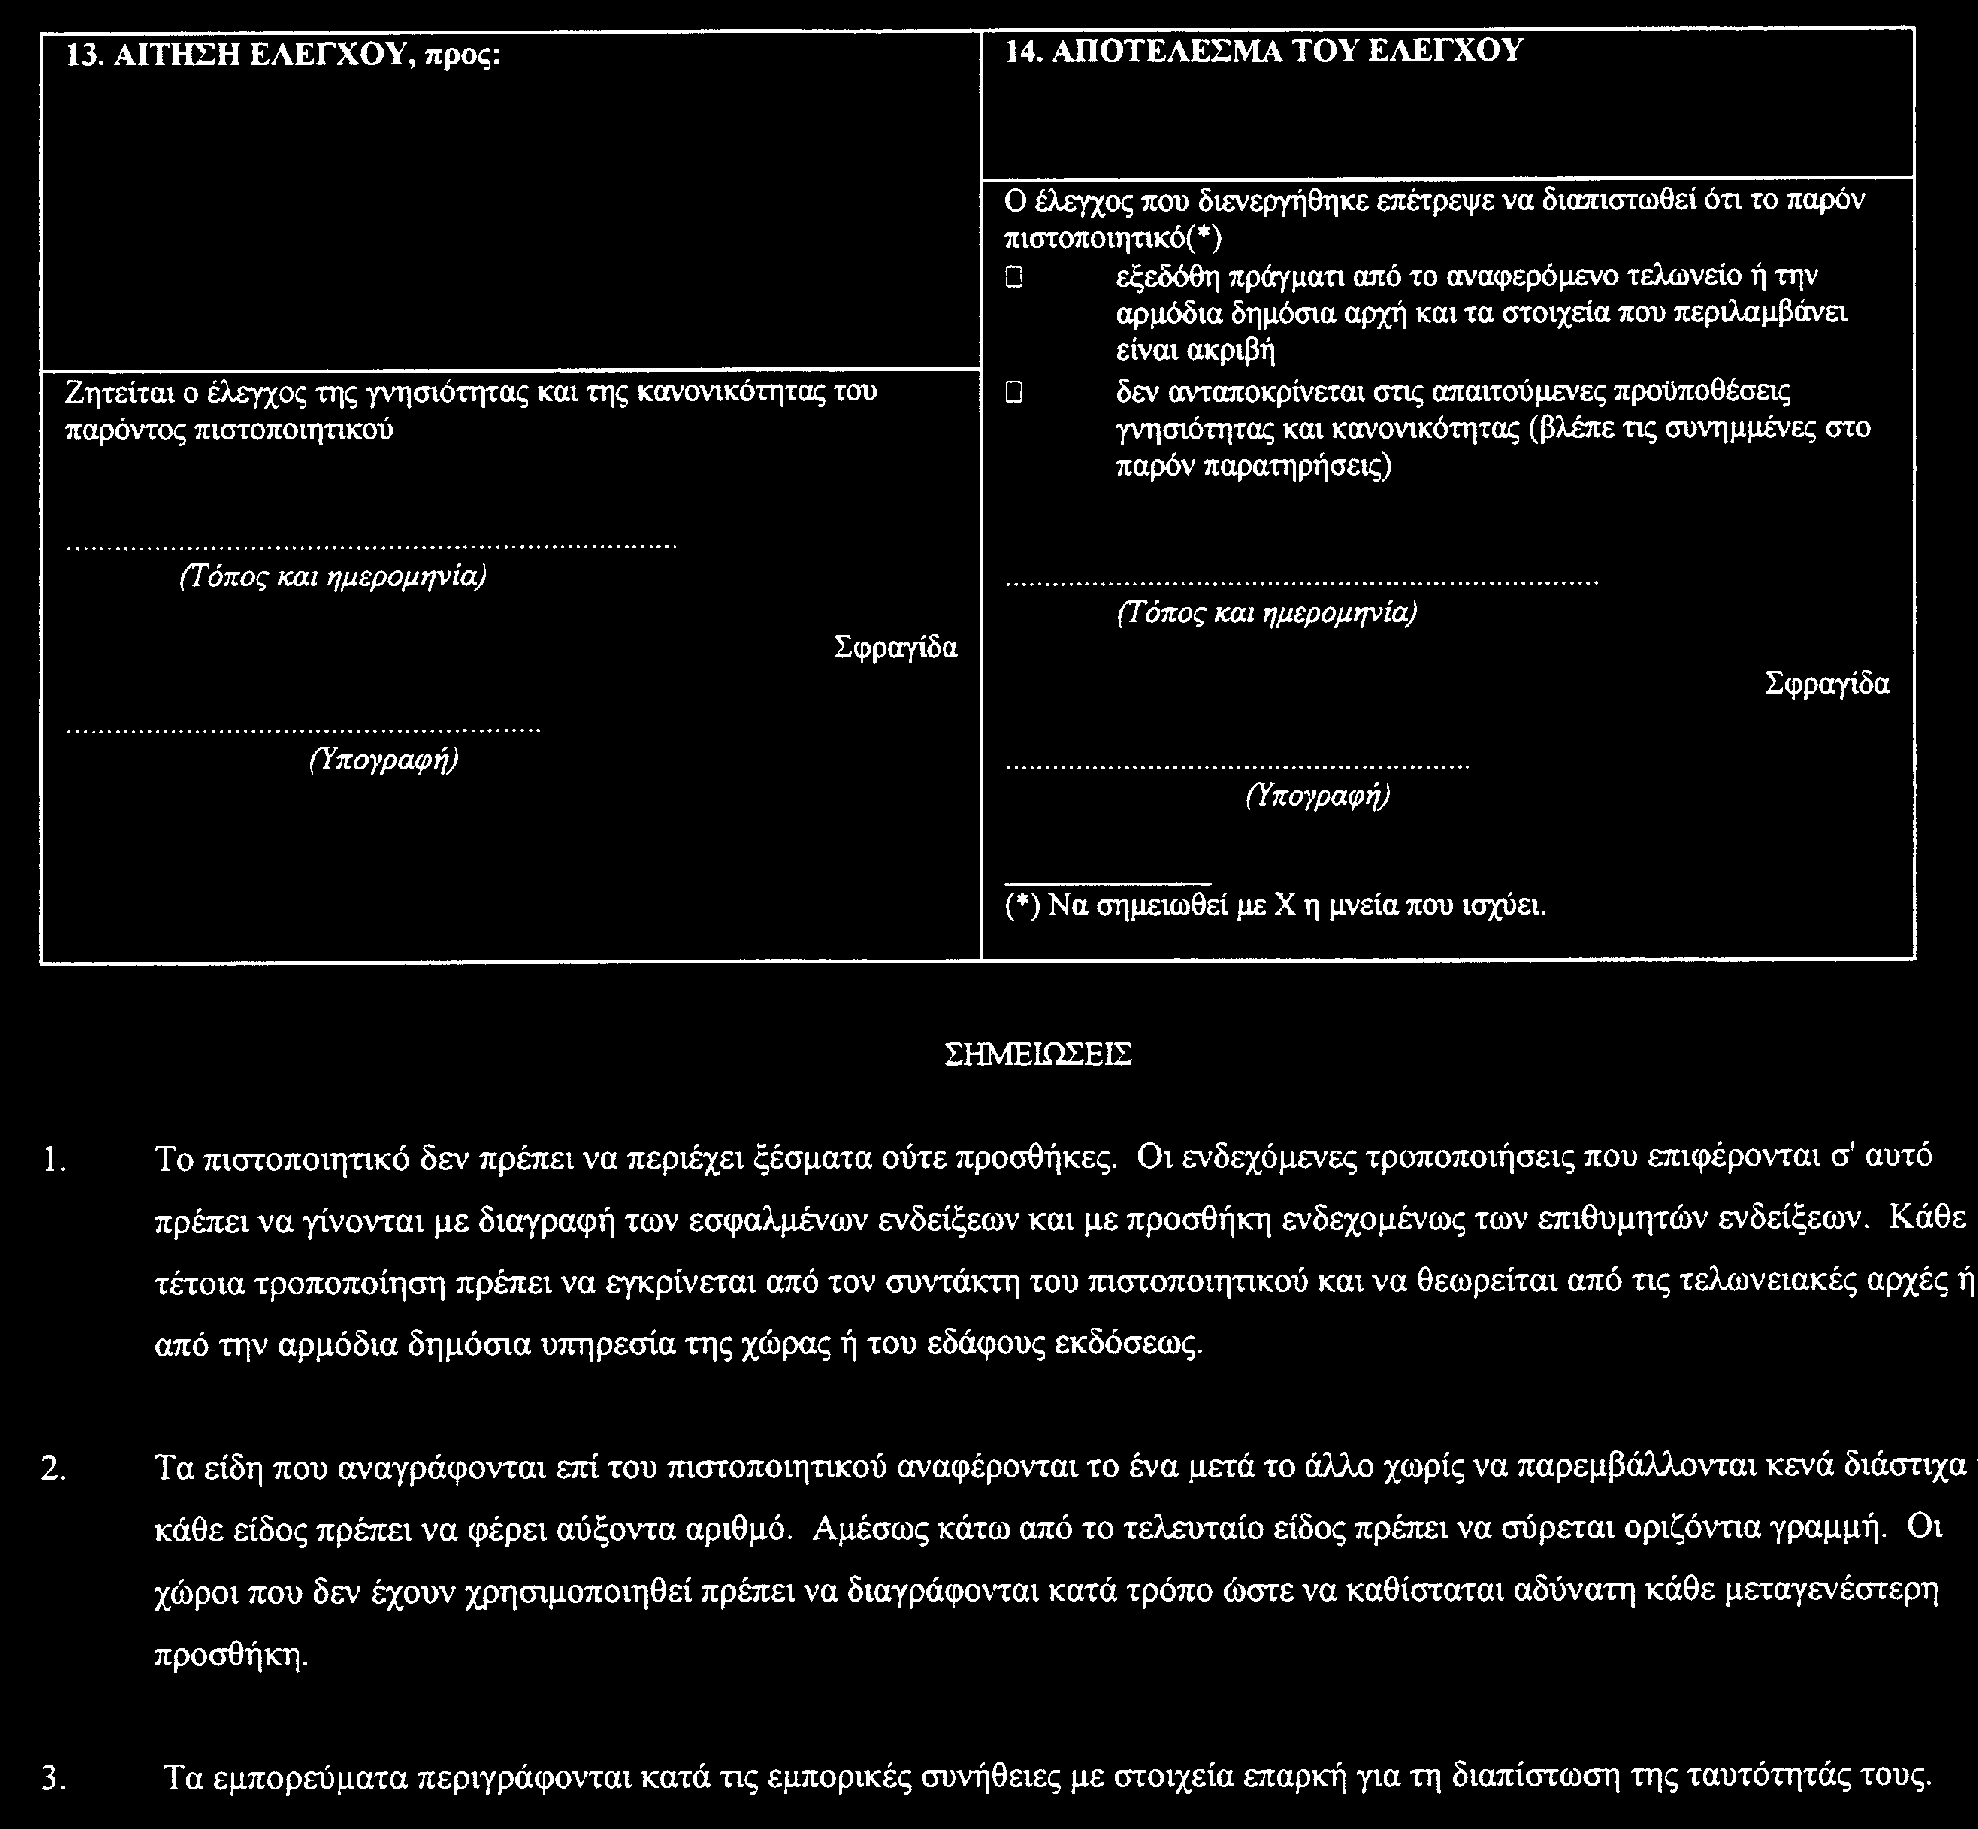 13. ΑΙΤΗΣΗ ΕΛΕΓΧΟΥ, προς:
Ζητείται ο έλεγχος της γνησιότητας και της κανονικότητας του
παρόντος πιστοποιητικού
(Τόπος και ημερομηνία)
Σφραγίδα
(Υπογραφή)
14. ΑΠΟΤΕΛΕΣΜΑ ΤΟΥ ΕΛΕΓΧΟΥ
Ο έλεγχος που διενεργήθηκε επέτρεψε να διαπιστωθεί ότι το παρόν
πιστοποιητικό(*)
□ εξεδόθη πράγματι από το αναφερόμενο τελωνείο ή την
αρμόδια δημόσια αρχή και τα στοιχεία που περιλαμβάνει
είναι ακριβή
□ δεν ανταποκρίνεται στις απαιτούμενες προϋποθέσεις
γνησιότητας και κανονικότητας (βλέπε τις συνημμένες στο
παρόν παρατηρήσεις)
(Τόπος και ημερομηνία)
Σφραγίδα
(Υπογραφή)
(*) Να σημειωθεί με Χ η μνεία που ισχύει.
ΣΗΜΕΙΩΣΕΙΣ
1. Το πιστοποιητικό δεν πρέπει να περιέχει ξέσματα ούτε προσθήκες. Οι ενδεχόμενες τροποποιήσεις που επιφέρονται σ' αυτό
πρέπει να γίνονται με διαγραφή των εσφαλμένων ενδείξεων και με προσθήκη ενδεχομένως των επιθυμητών ενδείξεων. Κάθε
τέτοια τροποποίηση πρέπει να εγκρίνεται από τον συντάκτη του πιστοποιητικού και να θεωρείται από τις τελωνειακές αρχές ή
από την αρμόδια δημόσια υπηρεσία της χώρας ή του εδάφους εκδόσεως.
2. Τα είδη που αναγράφονται επί του πιστοποιητικού αναφέρονται το ένα μετά το άλλο χωρίς να παρεμβάλλονται κενά διάστιχα
κάθε είδος πρέπει να φέρει αύξοντα αριθμό. Αμέσως κάτω από το τελευταίο είδος πρέπει να σύρεται οριζόντια γραμμή. Οι
χώροι που δεν έχουν χρησιμοποιηθεί πρέπει να διαγράφονται κατά τρόπο ώστε να καθίσταται αδύνατη κάθε μεταγενέστερη
προσθήκη.
3. Τα εμπορεύματα περιγράφονται κατά τις εμπορικές συνήθειες με στοιχεία επαρκή για τη διαπίστωση της ταυτότητάς τους.